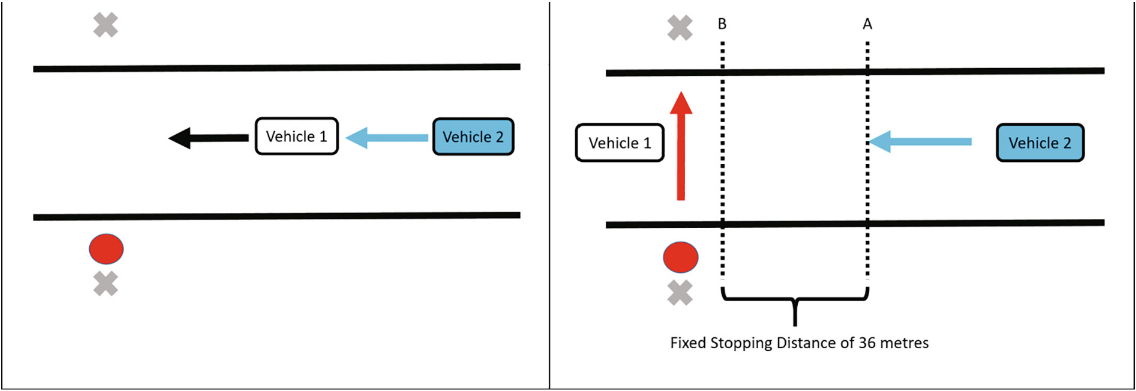 Vehicle 1
Vehicle 2
B
A
Vehicle 1
Vehicle 2
Fixed Stopping Distance of 36 metres